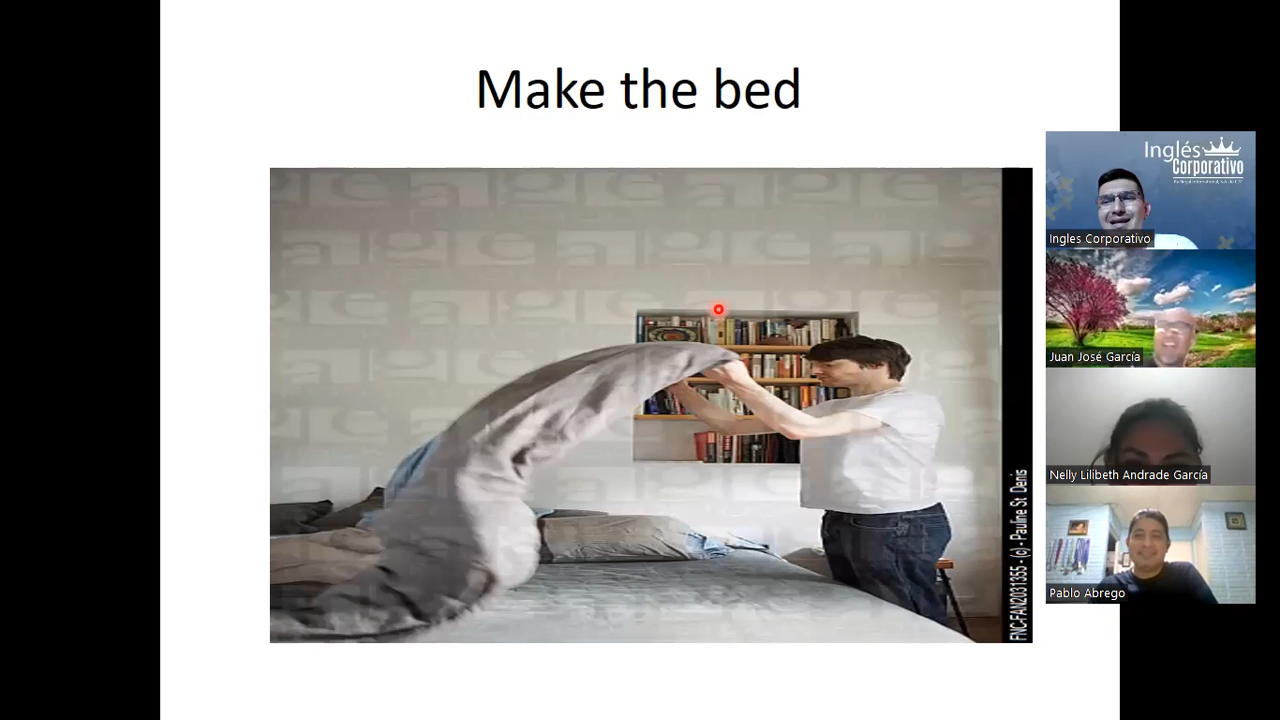 Make the bed
Inglés
Corporativo
Ingles Corporativo
Juan José García
Nelly Lilibeth Andrade García
Pablo Abrego
FNC-FAN2031355 - (c) - Pauline St Denis